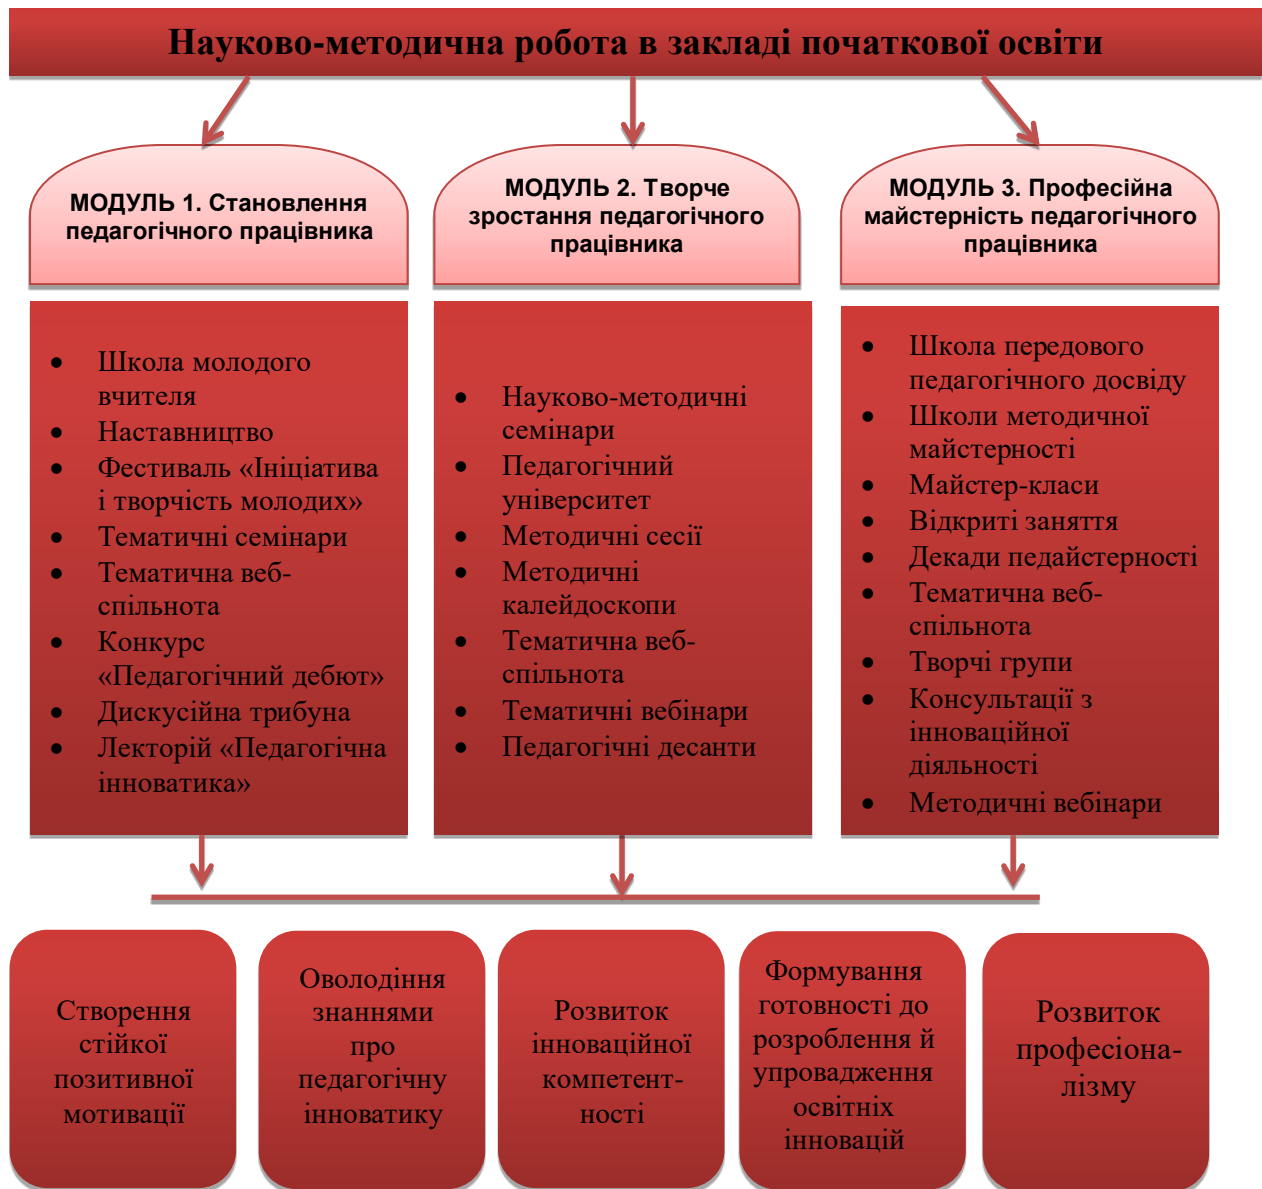 Науково-методична робота в закладі початкової освіти
МОДУЛЬ 1. Становлення
педагогічного працівника
МОДУЛЬ 2. Творче
зростання педагогічного
працівника
МОДУЛЬ 3. Професійна
майстерність педагогічного
працівника
• Школа молодого
вчителя
• Наставництво
• Фестиваль «Ініціатива
і творчість молодих»
• Тематичні семінари
• Тематична веб-
спільнота
• Конкурс
«Педагогічний дебют»
• Дискусійна трибуна
• Лекторій «Педагогічна
інноватика»
• Науково-методичні
семінари
• Педагогічний
університет
• Методичні сесії
• Методичні
калейдоскопи
• Тематична веб-
спільнота
• Тематичні вебінари
• Педагогічні десанти
• Школа передового
педагогічного досвіду
• Школи методичної
майстерності
• Майстер-класи
• Відкриті заняття
• Декади педайстерності
• Тематична веб-
спільнота
• Творчі групи
• Консультації з
інноваційної
діяльності
• Методичні вебінари
Створення
стійкої
позитивної
мотивації
Оволодіння
знаннями
про
педагогічну
інноватику
Розвиток
інноваційної
компетент-
ності
Формування
готовності до
розроблення й
упровадження
освітніх
інновацій
Розвиток
професіона-
лізму